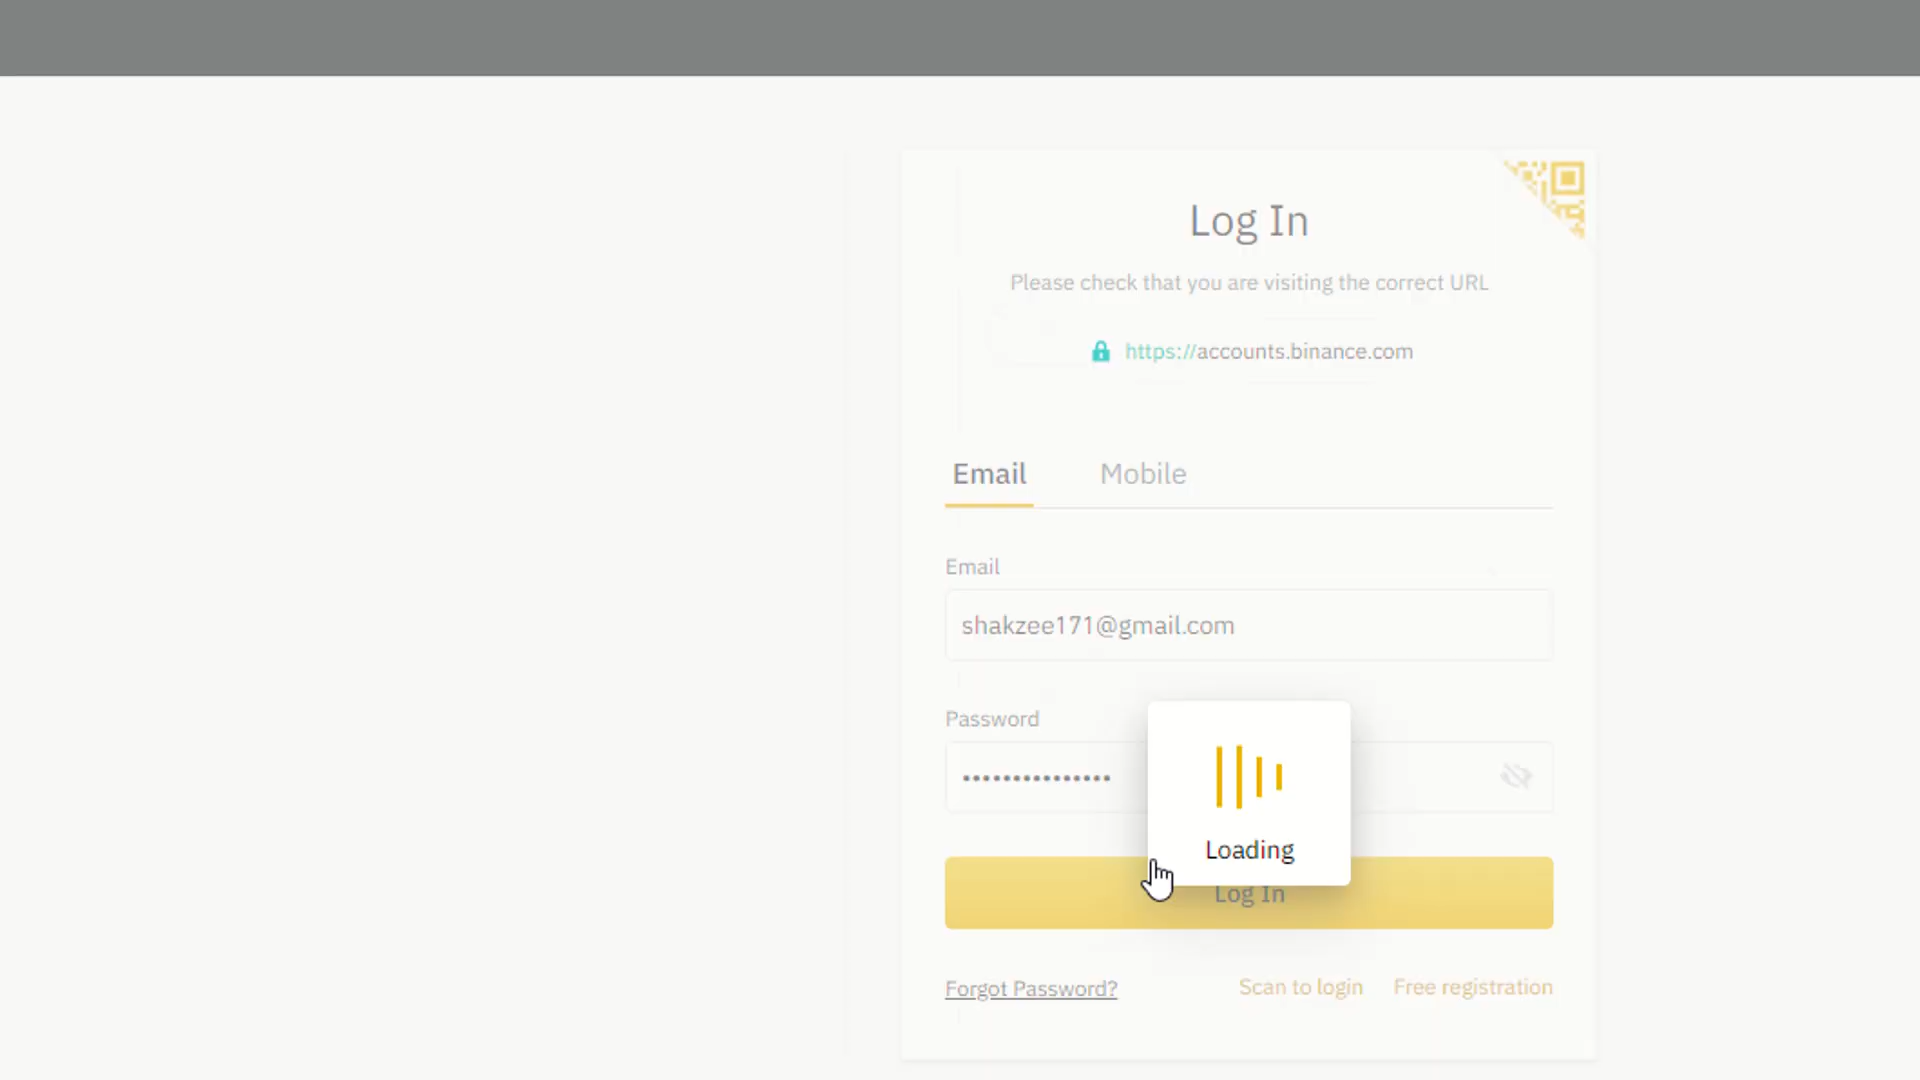 Log In
Please check that you are visiting the correct URL
https://accounts.binance.com
Email Mobile
Email
shakzee171@gmail.com
Password
•••••••••••••••
Loading
Log In
Forgot Password? Scan to login Free registration